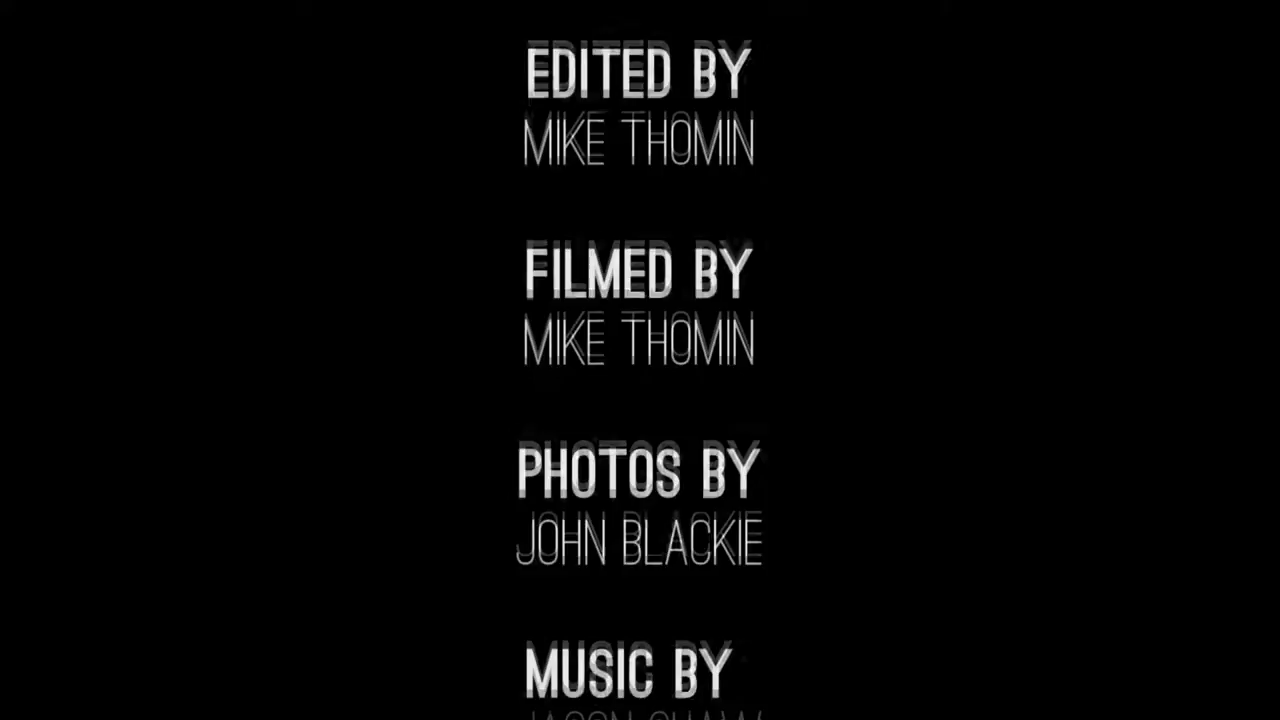 EDITED BY
MIKE THOMIN
FILMED BY
MIKE THOMIN
PHOTOS BY
JOHN BLACKIE
MUSIC BY